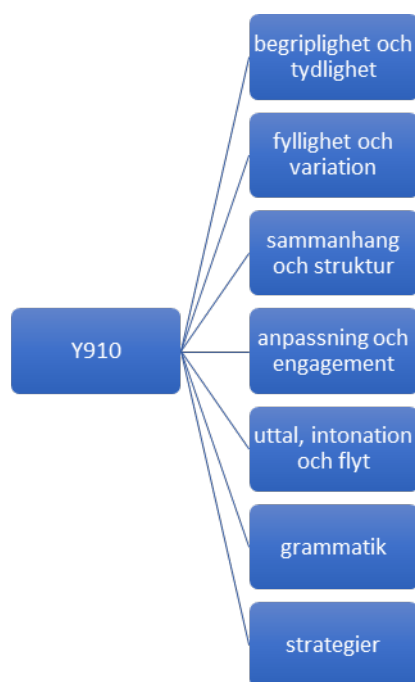 begriplighet och
tydlighet
fyllighet och
variation
sammanhang
och struktur
Y910
anpassning och
engagement
uttal, intonation
och flyt
grammatik
strategier